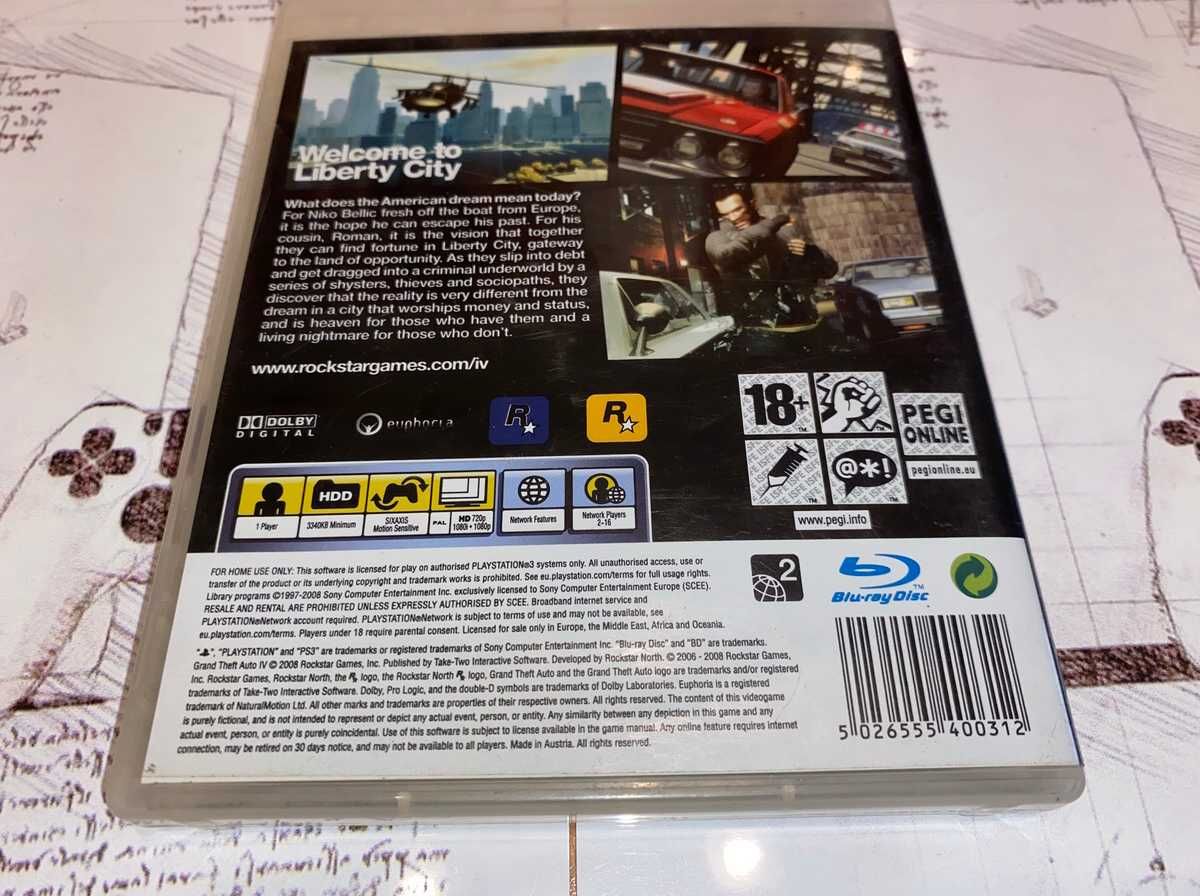 Welcome to
Liberty City
What does the American dream mean today?
For Niko Bellic fresh off the boat from Europe,
it is the hope he can escape his past. For his
cousin, Roman, it is the vision that together
they can find fortune in Liberty City, gateway
to the land of opportunity. As they slip into debt
and get dragged into a criminal underworld by a
series of shysters, thieves and sociopaths, they
discover that the reality is very different from the
dream in a city that worships money and status,
and is heaven for those who have them and a
living nightmare for those who don't.
www.rockstargames.com/iv
DOLBY
DIGITAL
euphoria
R
R
18+
PEGI
ONLINE
pegionline.eu
@*!
www.pegi.info
1 Player
HDD
3340KB Minimum
SIXAXIS
Motion Sensitive
PAL
HD 720p
1080i • 1080p
Network Features
Network Players
2-16
FOR HOME USE ONLY: This software is licensed for play on authorised PLAYSTATION®3 systems only. All unauthorised access, use or
transfer of the product or its underlying copyright and trademark works is prohibited. See eu.playstation.com/terms for full usage rights.
Library programs ©1997-2008 Sony Computer Entertainment Inc. exclusively licensed to Sony Computer Entertainment Europe (SCEE).
RESALE AND RENTAL ARE PROHIBITED UNLESS EXPRESSLY AUTHORISED BY SCEE. Broadband internet service and
PLAYSTATION®Network account required. PLAYSTATION®Network is subject to terms of use and may not be available, see
eu.playstation.com/terms. Players under 18 require parental consent. Licensed for sale only in Europe, the Middle East, Africa and Oceania.
2
Blu-ray Disc™
"", "PLAYSTATION" and "PS3" are trademarks or registered trademarks of Sony Computer Entertainment Inc. "Blu-ray Disc" and "BD" are trademarks.
Grand Theft Auto IV © 2008 Rockstar Games, Inc. Published by Take-Two Interactive Software. Developed by Rockstar North. © 2006 - 2008 Rockstar Games,
Inc. Rockstar Games, Rockstar North, the R logo, the Rockstar North R logo, Grand Theft Auto and the Grand Theft Auto logo are trademarks and/or registered
trademarks of Take-Two Interactive Software. Dolby, Pro Logic, and the double-D symbols are trademarks of Dolby Laboratories. Euphoria is a registered
trademark of NaturalMotion Ltd. All other marks and trademarks are properties of their respective owners. All rights reserved. The content of this videogame
is purely fictional, and is not intended to represent or depict any actual event, person, or entity. Any similarity between any depiction in this game and any
actual event, person, or entity is purely coincidental. Use of this software is subject to license available in the game manual. Any online feature requires internet
connection, may be retired on 30 days notice, and may not be available to all players. Made in Austria. All rights reserved.
5 026555 400312